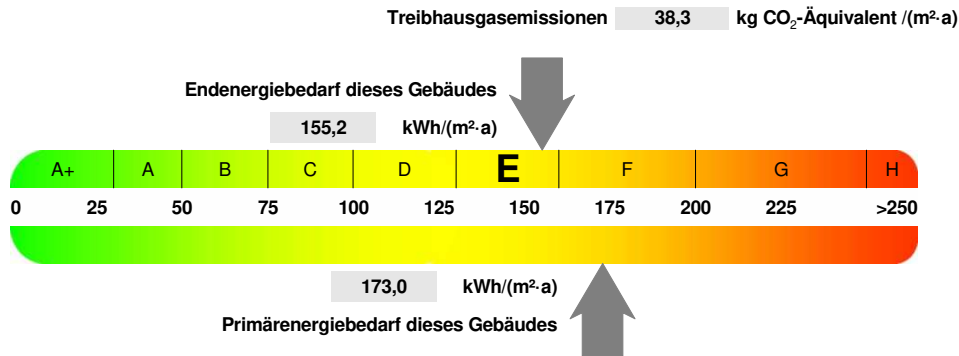 Treibhausgasemissionen 38,3 kg CO₂-Äquivalent /(m²·a)
Endenergiebedarf dieses Gebäudes
155,2 kWh/(m²·a)
A+ A B C D E F G H
0 25 50 75 100 125 150 175 200 225 >250
173,0 kWh/(m²·a)
Primärenergiebedarf dieses Gebäudes